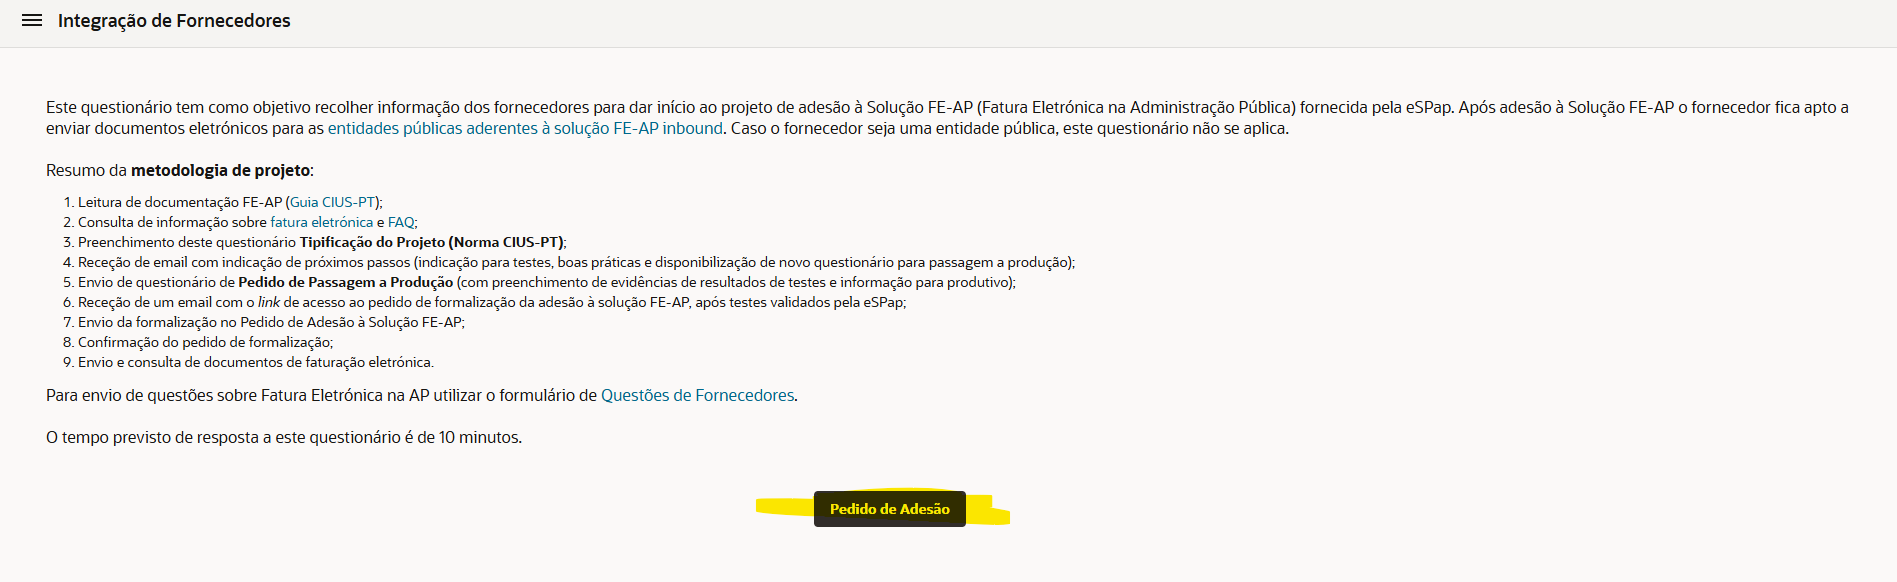 Integração de Fornecedores
Este questionário tem como objetivo recolher informação dos fornecedores para dar início ao projeto de adesão à Solução FE-AP (Fatura Eletrónica na Administração Pública) fornecida pela eSPap. Após adesão à Solução FE-AP o fornecedor fica apto a
enviar documentos eletrónicos para as entidades públicas aderentes à solução FE-AP inbound. Caso o fornecedor seja uma entidade pública, este questionário não se aplica.
Resumo da metodologia de projeto:
1. Leitura de documentação FE-AP (Guia CIUS-PT);
2. Consulta de informação sobre fatura eletrónica e FAQ;
3. Preenchimento deste questionário Tipificação do Projeto (Norma CIUS-PT);
4. Receção de email com indicação de próximos passos (indicação para testes, boas práticas e disponibilização de novo questionário para passagem a produção);
5. Envio de questionário de Pedido de Passagem a Produção (com preenchimento de evidências de resultados de testes e informação para produtivo);
6. Receção de um email com o link de acesso ao pedido de formalização da adesão à solução FE-AP, após testes validados pela eSPap;
7. Envio da formalização no Pedido de Adesão à Solução FE-AP;
8. Confirmação do pedido de formalização;
9. Envio e consulta de documentos de faturação eletrónica.
Para envio de questões sobre Fatura Eletrónica na AP utilizar o formulário de Questões de Fornecedores.
O tempo previsto de resposta a este questionário é de 10 minutos.
Pedido de Adesão